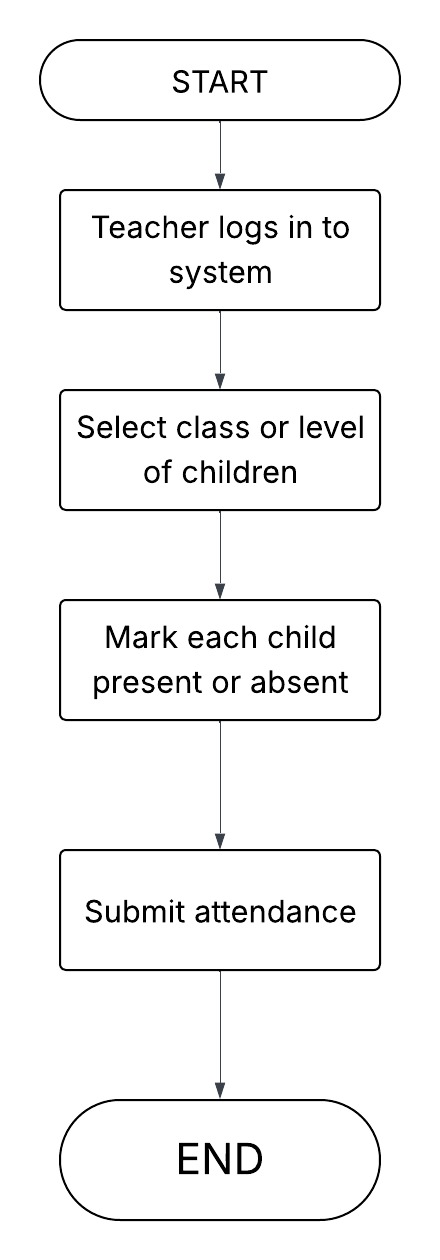 START
Teacher logs in to
system
Select class or level
of children
Mark each child
present or absent
Submit attendance
END